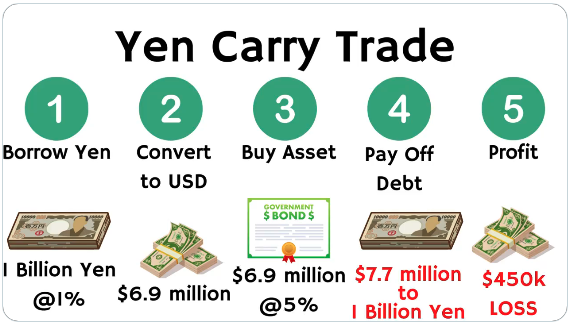 Yen Carry Trade
1
Borrow Yen
1 Billion Yen
@1%
2
Convert
to USD
$6.9 million
3
Buy Asset
GOVERNMENT
$ BOND $
$6.9 million
@5%
4
Pay Off
Debt
$7.7 million
to
1 Billion Yen
5
Profit
$450k
LOSS